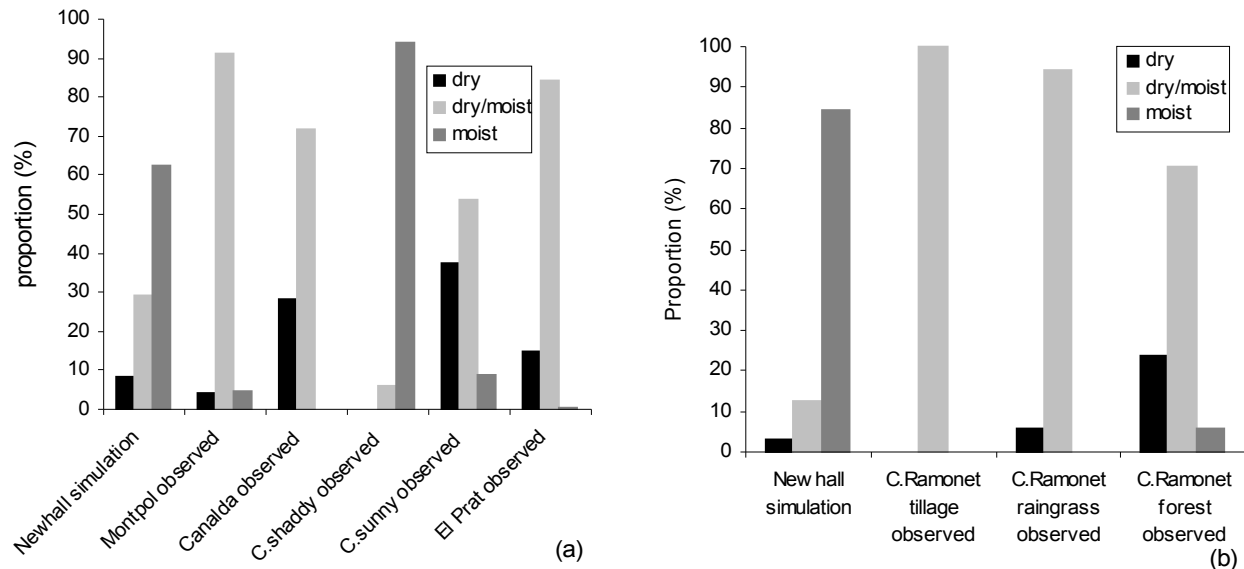 100
90
80
70
60
50
40
30
20
10
0
proportion (%)
dry
dry/moist
moist
Newhall simulation
Montpol observed
Canalda observed
C.shaddy observed
C.sunny observed
El Prat observed
(a)
100
90
80
70
60
50
40
30
20
10
0
Proportion (%)
dry
dry/moist
moist
New hall
simulation
C.Ramonet
tillage
observed
C.Ramonet
raingrass
observed
C.Ramonet
forest
observed
(b)